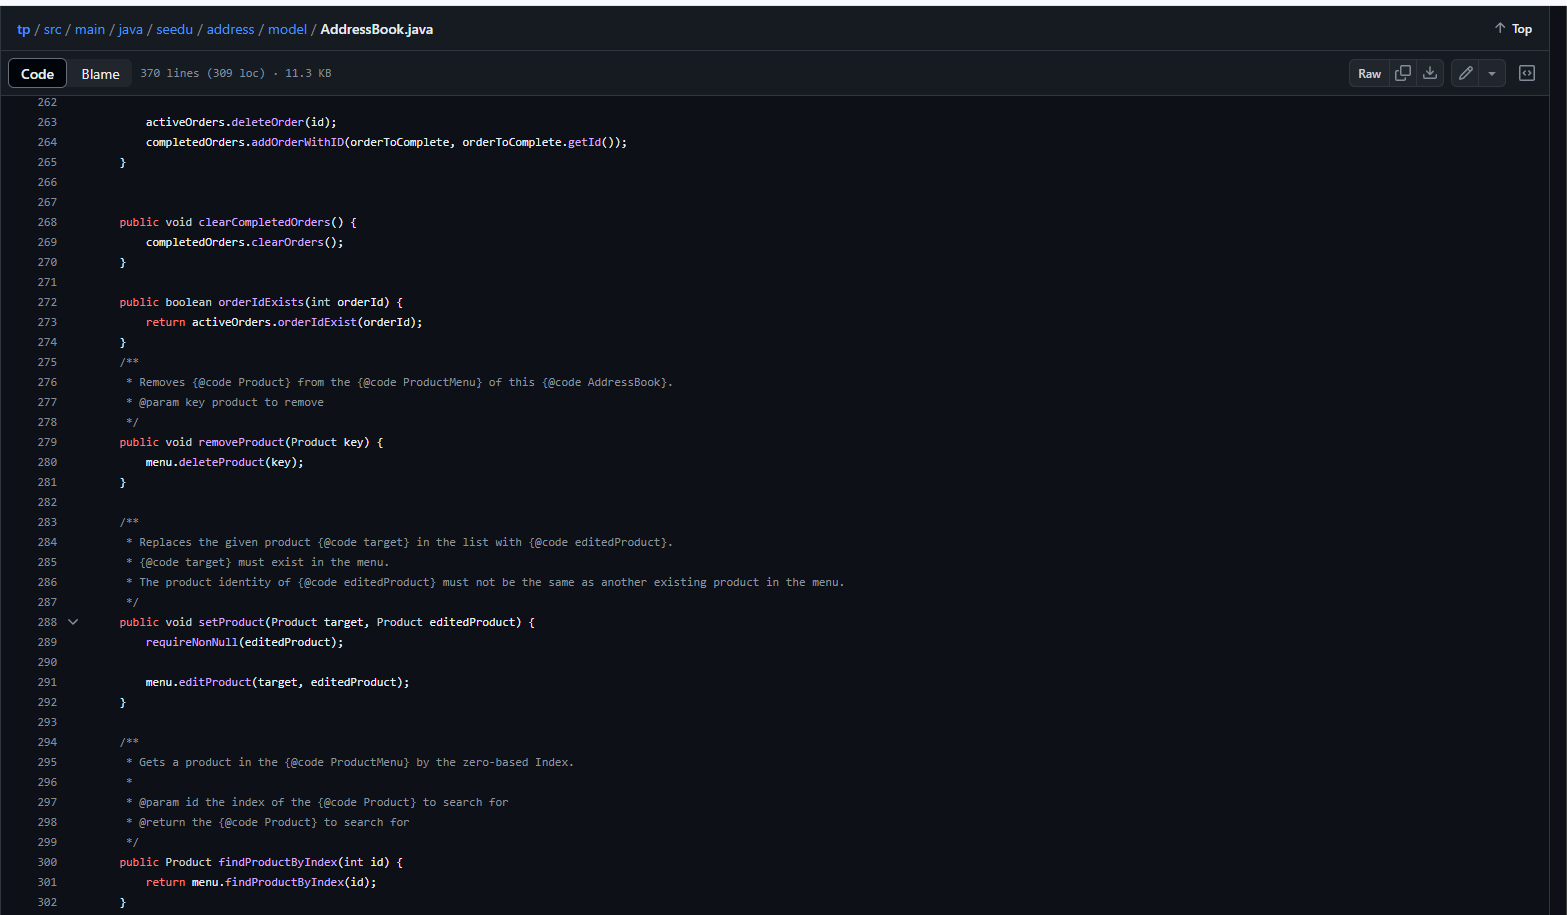 tp / src / main / java / seedu / address / model / AddressBook.java
Top
Code Blame 370 lines (309 loc) · 11.3 KB Raw
262
263 activeOrders.deleteOrder(id);
264 completedOrders.addOrderWithID(orderToComplete, orderToComplete.getId());
265 }
266
267
268 public void clearCompletedOrders() {
269 completedOrders.clearOrders();
270 }
271
272 public boolean orderIdExists(int orderId) {
273 return activeOrders.orderIdExist(orderId);
274 }
275 /**
276 * Removes {@code Product} from the {@code ProductMenu} of this {@code AddressBook}.
277 * @param key product to remove
278 */
279 public void removeProduct(Product key) {
280 menu.deleteProduct(key);
281 }
282
283 /**
284 * Replaces the given product {@code target} in the list with {@code editedProduct}.
285 * {@code target} must exist in the menu.
286 * The product identity of {@code editedProduct} must not be the same as another existing product in the menu.
287 */
288 public void setProduct(Product target, Product editedProduct) {
289 requireNonNull(editedProduct);
290
291 menu.editProduct(target, editedProduct);
292 }
293
294 /**
295 * Gets a product in the {@code ProductMenu} by the zero-based Index.
296 *
297 * @param id the index of the {@code Product} to search for
298 * @return the {@code Product} to search for
299 */
300 public Product findProductByIndex(int id) {
301 return menu.findProductByIndex(id);
302 }